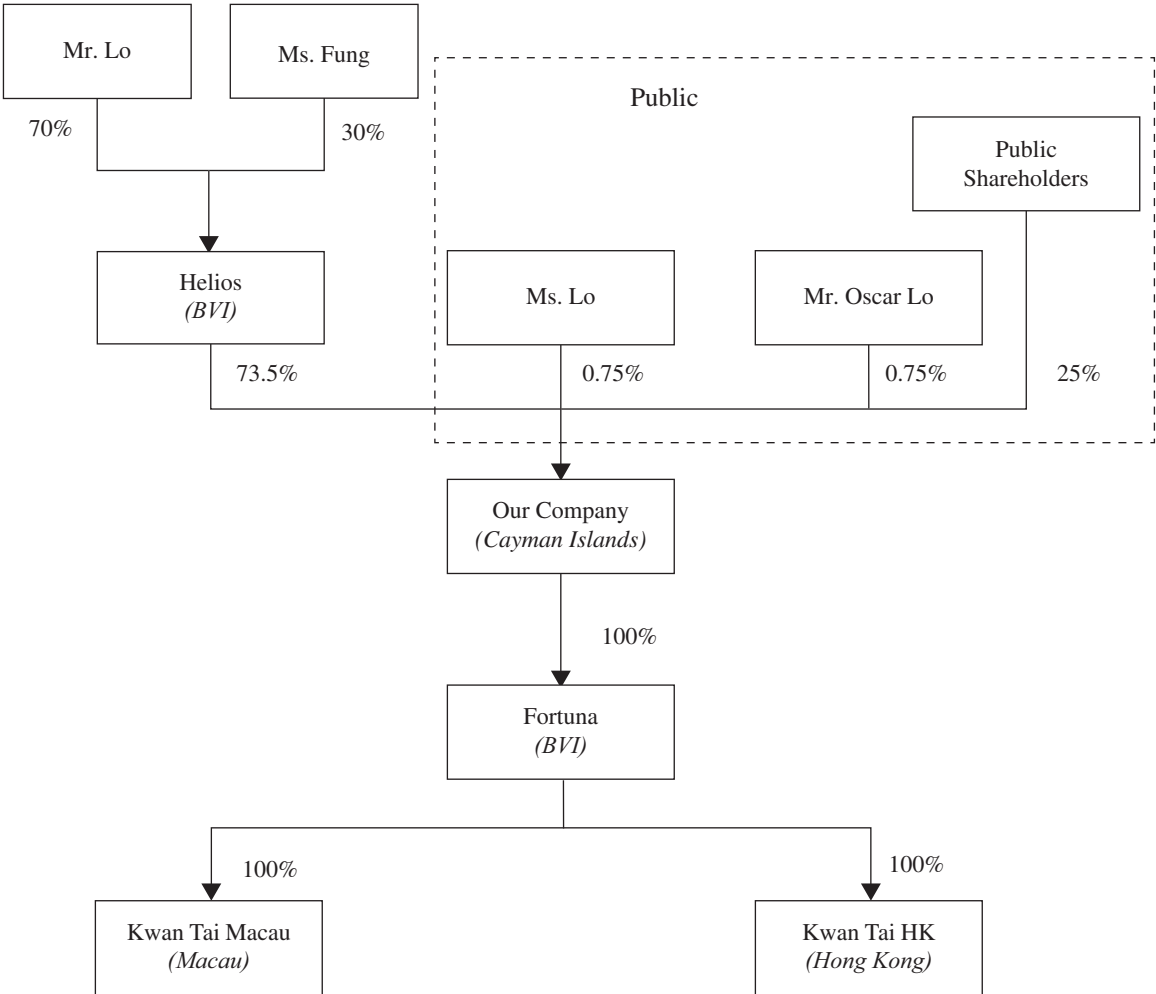 Mr. Lo
Ms. Fung
70%
30%
Public
Public
Shareholders
Helios
(BVI)
Ms. Lo
Mr. Oscar Lo
73.5%
0.75%
0.75%
25%
Our Company
(Cayman Islands)
100%
Fortuna
(BVI)
100%
100%
Kwan Tai Macau
(Macau)
Kwan Tai HK
(Hong Kong)